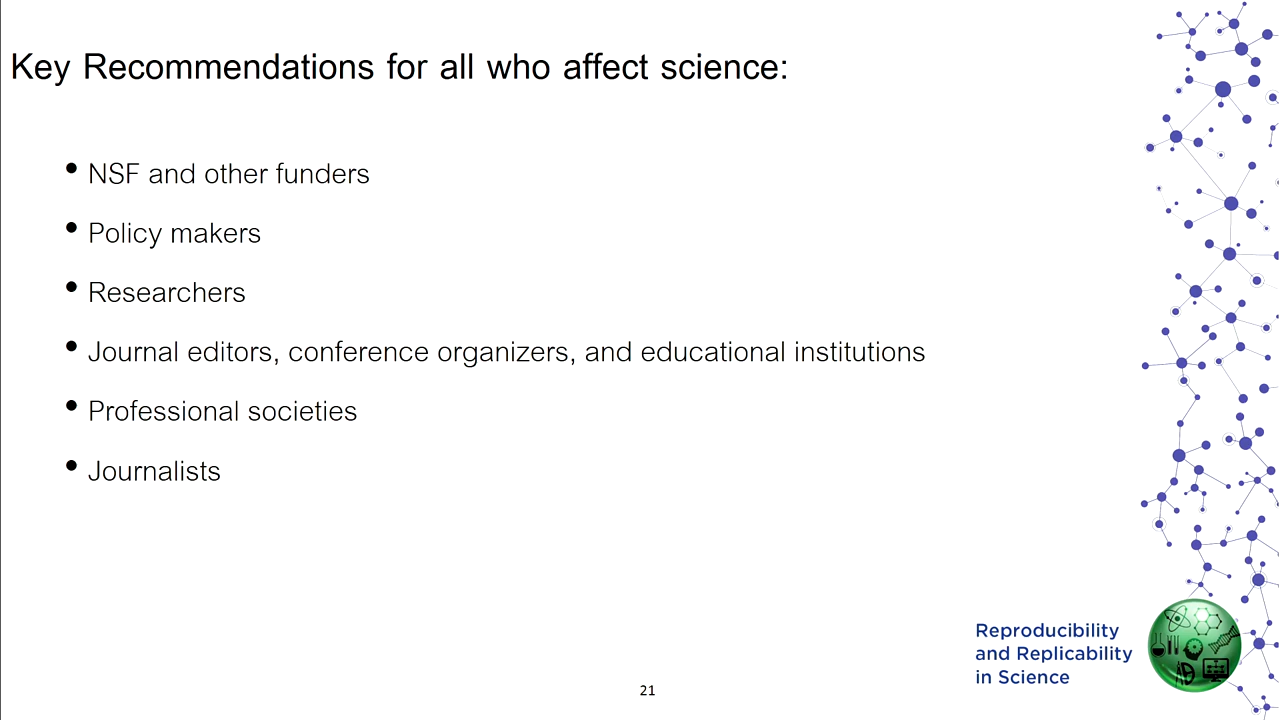 Key Recommendations for all who affect science:
• NSF and other funders
• Policy makers
• Researchers
• Journal editors, conference organizers, and educational institutions
• Professional societies
• Journalists
Reproducibility
and Replicability
in Science
21